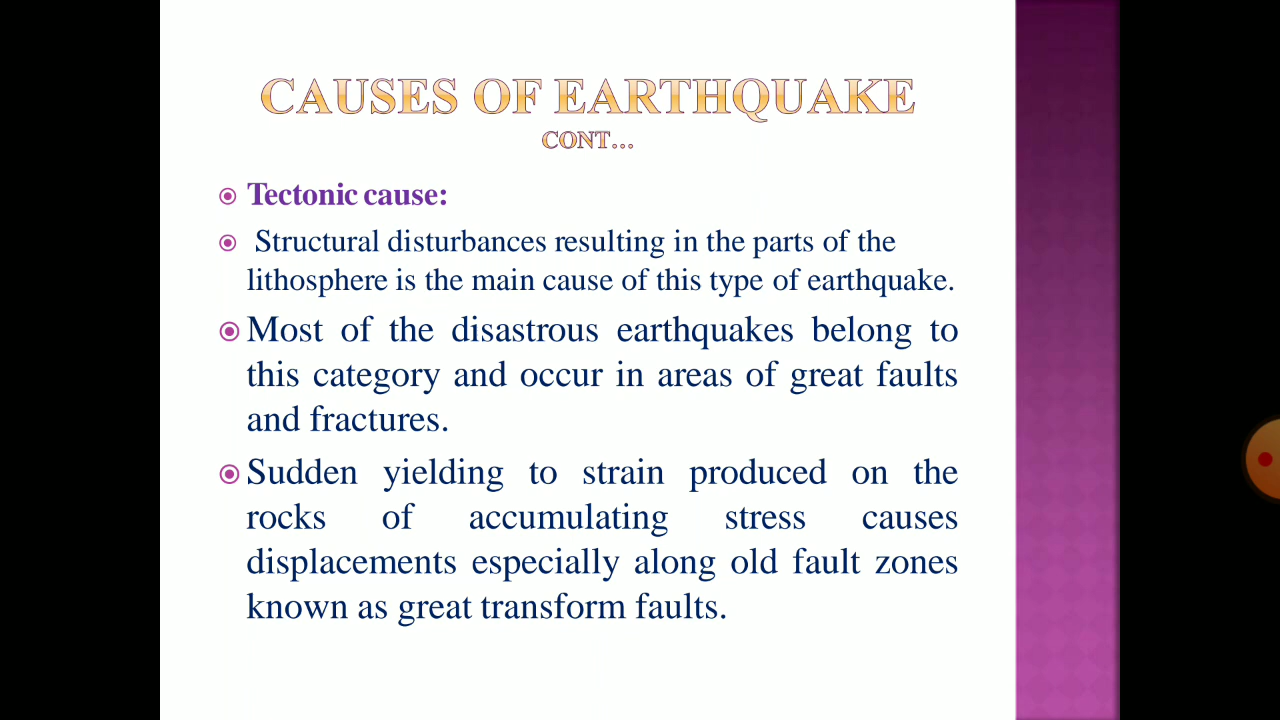 CAUSES OF EARTHQUAKE
CONT...
Tectonic cause:
Structural disturbances resulting in the parts of the
lithosphere is the main cause of this type of earthquake.
Most of the disastrous earthquakes belong to
this category and occur in areas of great faults
and fractures.
Sudden yielding to strain produced on the
rocks of accumulating stress causes
displacements especially along old fault zones
known as great transform faults.